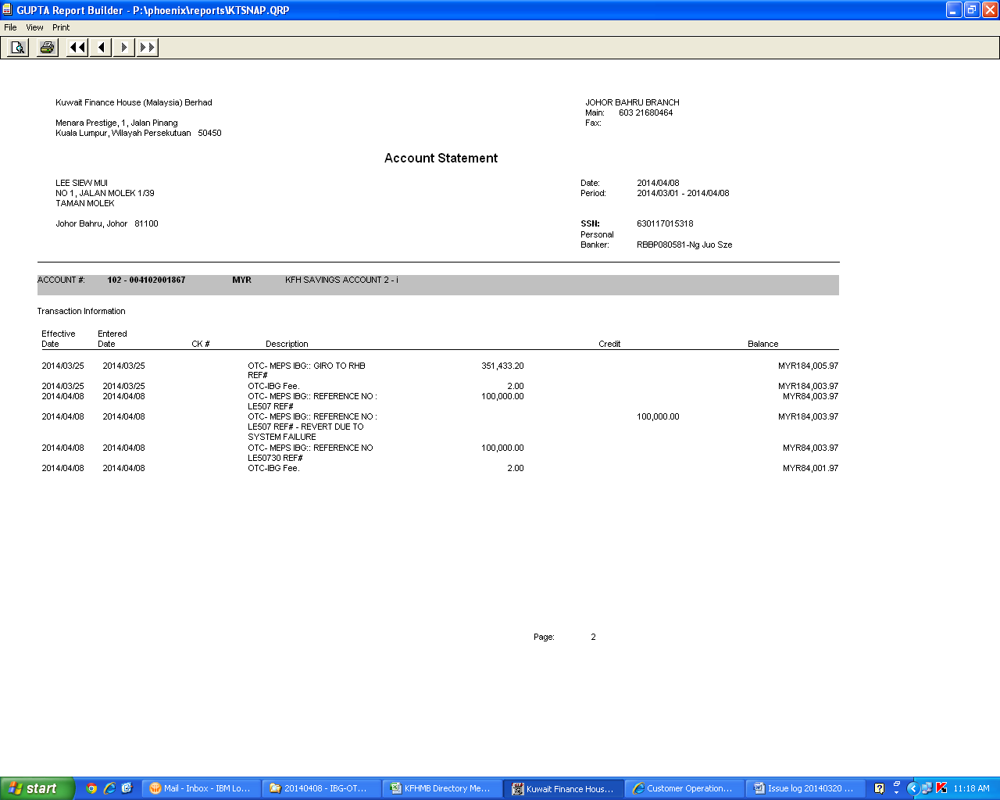 GUPTA Report Builder - P:\phoenix\reports\KTSNAP.QRP
File View Print
Kuwait Finance House (Malaysia) Berhad
JOHOR BAHRU BRANCH
Main: 603 21680464
Menara Prestige, 1, Jalan Pinang
Fax:
Kuala Lumpur, Wilayah Persekutuan 50450
Account Statement
LEE SIEW MUI
Date: 2014/04/08
NO 1, JALAN MOLEK 1/39
Period: 2014/03/01 - 2014/04/08
TAMAN MOLEK
Johor Bahru, Johor 81100
SSN: 630117015318
Personal
Banker: RBBP080581-Ng Juo Sze
ACCOUNT #: 102 - 004102001867 MYR KFH SAVINGS ACCOUNT 2 - i
Transaction Information
Effective Entered
Date Date CK # Description Credit Balance
2014/03/25 2014/03/25 OTC- MEPS IBG:: GIRO TO RHB 351,433.20 MYR184,005.97
REF#
2014/03/25 2014/03/25 OTC-IBG Fee. 2.00 MYR184,003.97
2014/04/08 2014/04/08 OTC- MEPS IBG:: REFERENCE NO : 100,000.00 MYR84,003.97
LE507 REF#
2014/04/08 2014/04/08 OTC- MEPS IBG:: REFERENCE NO : 100,000.00 MYR184,003.97
LE507 REF# - REVERT DUE TO
SYSTEM FAILURE
2014/04/08 2014/04/08 OTC- MEPS IBG:: REFERENCE NO 100,000.00 MYR84,003.97
LE50730 REF#
2014/04/08 2014/04/08 OTC-IBG Fee. 2.00 MYR84,001.97
Page: 2
start Mail - Inbox - IBM Lo... 20140408 - IBG-OT... KFHMB Directory Me... Kuwait Finance Hous... Customer Operation... Issue log 20140320 ... 11:18 AM